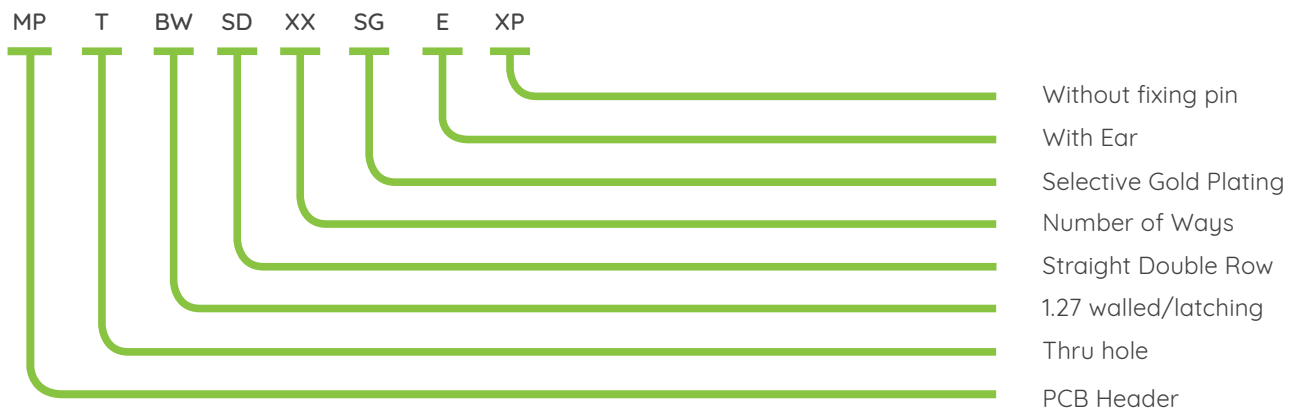 MP T BW SD XX SG E XP
Without fixing pin
With Ear
Selective Gold Plating
Number of Ways
Straight Double Row
1.27 walled/latching
Thru hole
PCB Header